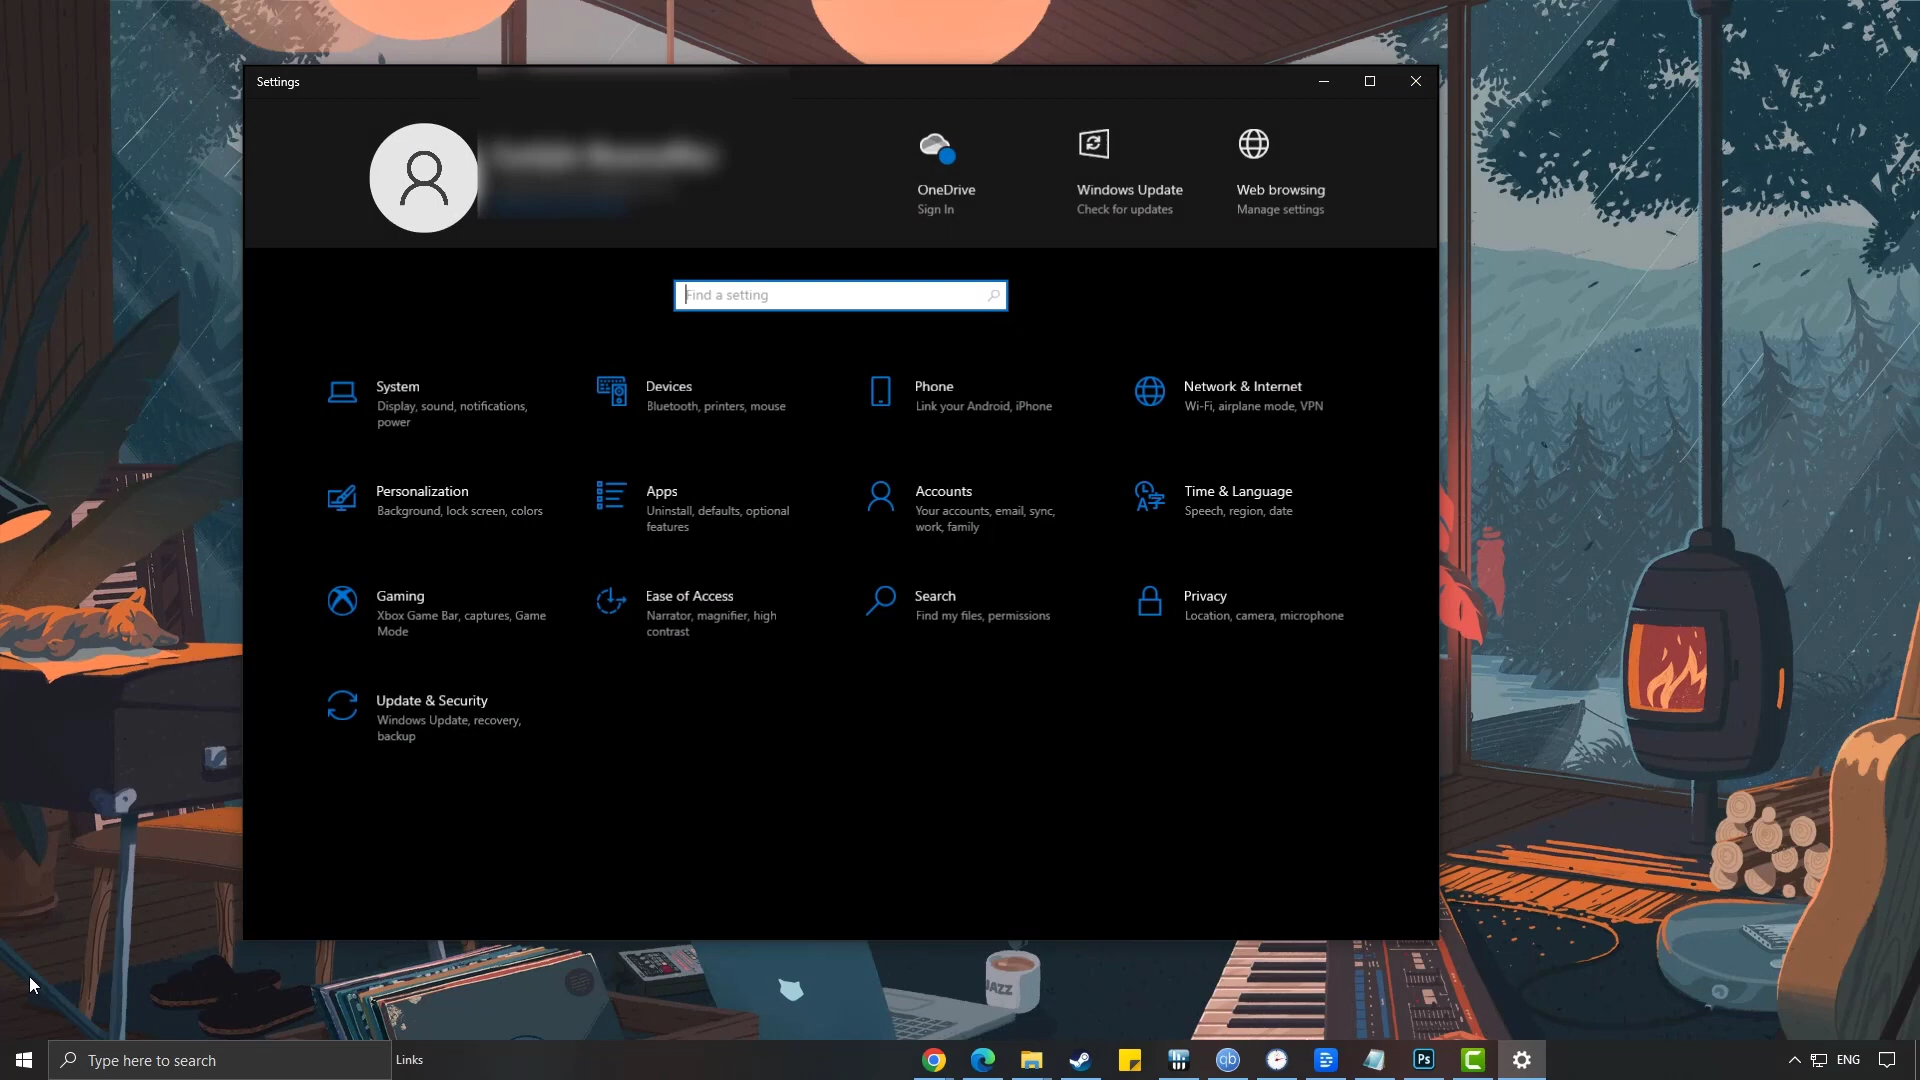 Settings
OneDrive
Sign In
Windows Update
Check for updates
Web browsing
Manage settings
Find a setting
System
Display, sound, notifications,
power
Devices
Bluetooth, printers, mouse
Phone
Link your Android, iPhone
Network & Internet
Wi-Fi, airplane mode, VPN
Personalization
Background, lock screen, colors
Apps
Uninstall, defaults, optional
features
Accounts
Your accounts, email, sync,
work, family
Time & Language
Speech, region, date
Gaming
Xbox Game Bar, captures, Game
Mode
Ease of Access
Narrator, magnifier, high
contrast
Search
Find my files, permissions
Privacy
Location, camera, microphone
Update & Security
Windows Update, recovery,
backup
JAZZ
Type here to search
Links
qb
Ps
ENG